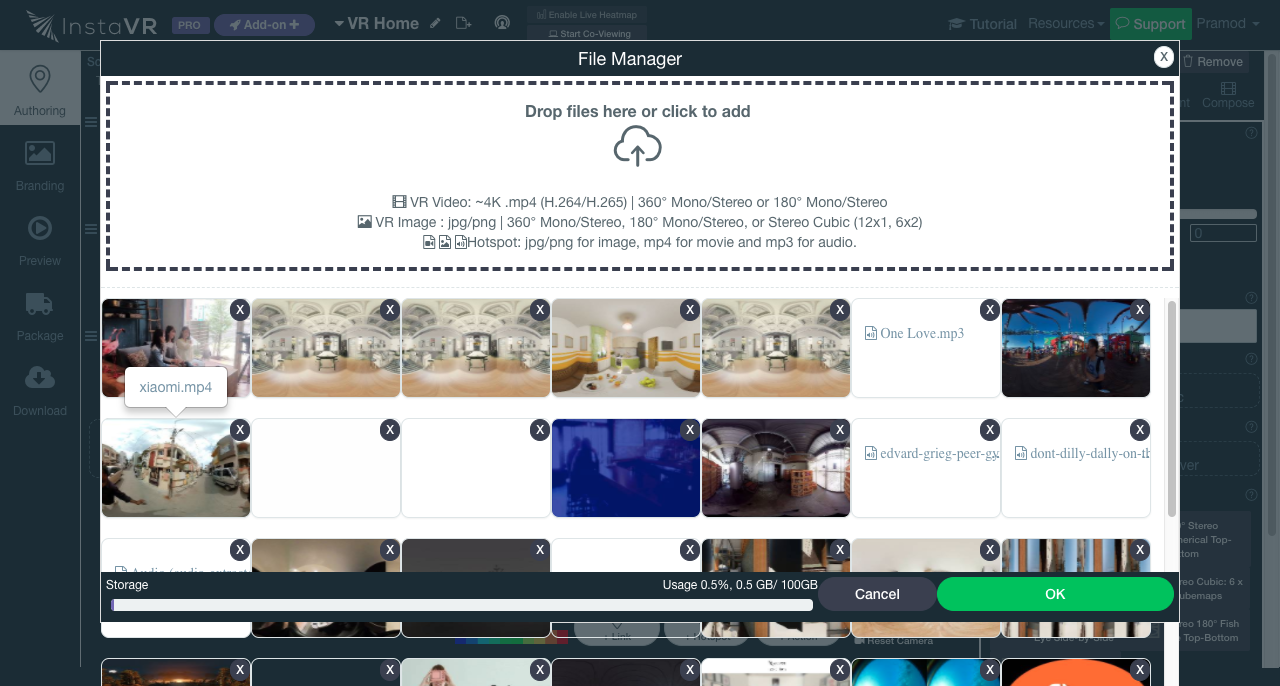 InstaVR
PRO
Add-on +
VR Home
Enable Live Heatmap
Start Co-Viewing
Tutorial
Resources
Support
Pramod
File Manager
X
Remove
Authoring
Compose
Drop files here or click to add
VR Video: ~4K .mp4 (H.264/H.265) | 360° Mono/Stereo or 180° Mono/Stereo
VR Image : jpg/png | 360° Mono/Stereo, 180° Mono/Stereo, or Stereo Cubic (12x1, 6x2)
Hotspot: jpg/png for image, mp4 for movie and mp3 for audio.
Branding
Preview
0
Package
Download
X
X
X
X
X
X
X
One Love.mp3
xiaomi.mp4
X
X
X
X
X
X
X
edvard-grieg-peer-gy
dont-dilly-dally-on-th
X
X
X
X
X
X
X
Storage
Usage 0.5%, 0.5 GB/ 100GB
Cancel
OK
Link
Reset Camera
Eye Side-by-Side
Top-Bottom
X
X
X
X
X
X
X